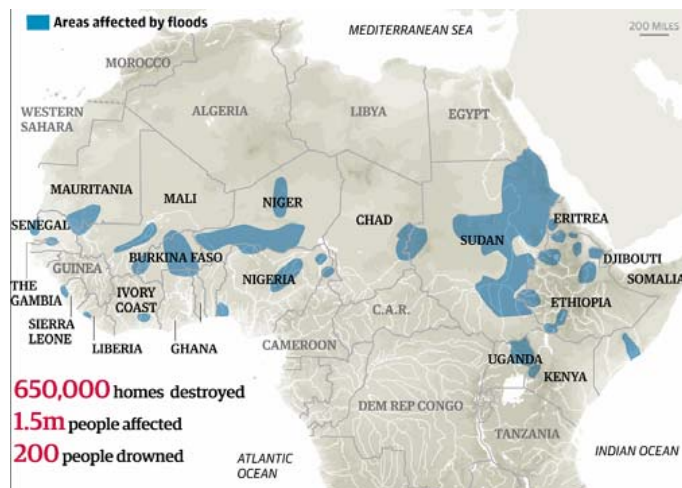 Areas affected by floods
MEDITERRANEAN SEA
200 MILES
MOROCCO
WESTERN
SAHARA
ALGERIA
LIBYA
EGYPT
MAURITANIA
MALI
NIGER
CHAD
SUDAN
ERITREA
SENEGAL
BURKINA FASO
NIGERIA
DJIBOUTI
SOMALIA
ETHIOPIA
THE
GAMBIA
GUINEA
IVORY
COAST
C.A.R.
SIERRA
LEONE
LIBERIA
GHANA
CAMEROON
UGANDA
KENYA
DEM REP CONGO
TANZANIA
650,000 homes destroyed
1.5m people affected
200 people drowned
ATLANTIC
OCEAN
INDIAN OCEAN